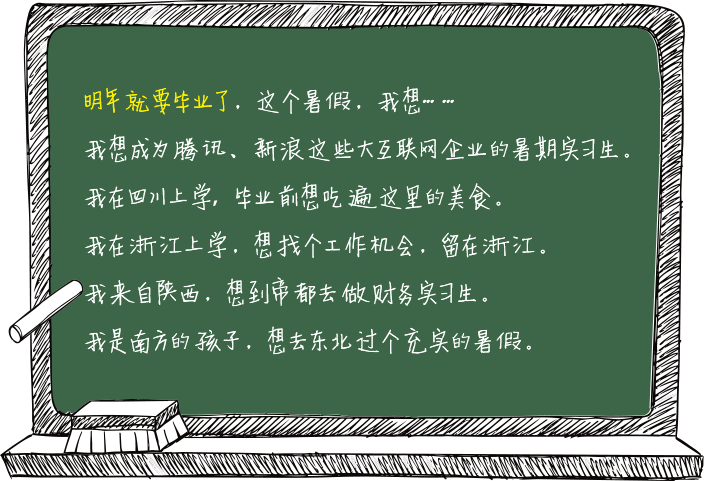 明年就要毕业了，这个暑假，我想……
我想成为腾讯、新浪这些大互联网企业的暑期实习生。
我在四川上学，毕业前想吃遍这里的美食。
我在浙江上学，想找个工作机会，留在浙江。
我来自陕西，想到帝都去做财务实习生。
我是南方的孩子，想去东北过个充实的暑假。